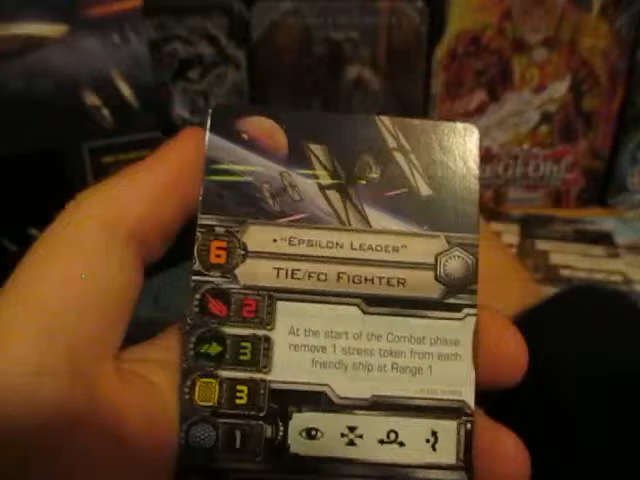 6
•"Epsilon Leader"
TIE/FO Fighter
2
At the start of the Combat phase,
remove 1 stress token from each
friendly ship at Range 1
3
3
1